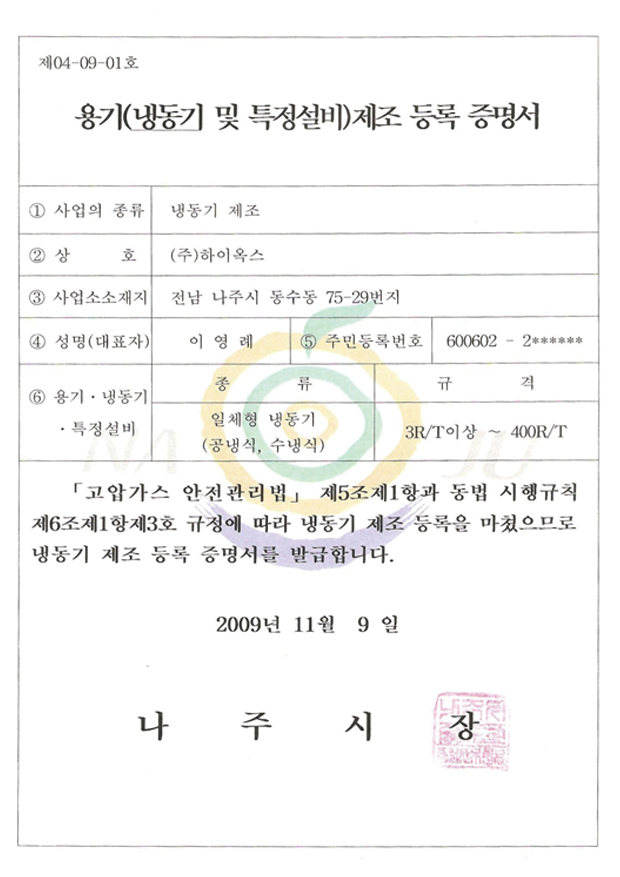 제04-09-01호
용기(냉동기 및 특정설비)제조 등록 증명서
① 사업의 종류 냉동기 제조
② 상 호 (주)하이옥스
③ 사업소소재지 전남 나주시 동수동 75-29번지
④ 성명(대표자) 이 영 례 ⑤ 주민등록번호 600602 - 2******
⑥ 용기·냉동기 종 류 규 격
·특정설비 일체형 냉동기 3R/T이상 ~ 400R/T
(공냉식, 수냉식)
NA JU
「고압가스 안전관리법」 제5조제1항과 동법 시행규칙
제6조제1항제3호 규정에 따라 냉동기 제조 등록을 마쳤으므로
냉동기 제조 등록 증명서를 발급합니다.
2009년 11월 9 일
나 주 시 장